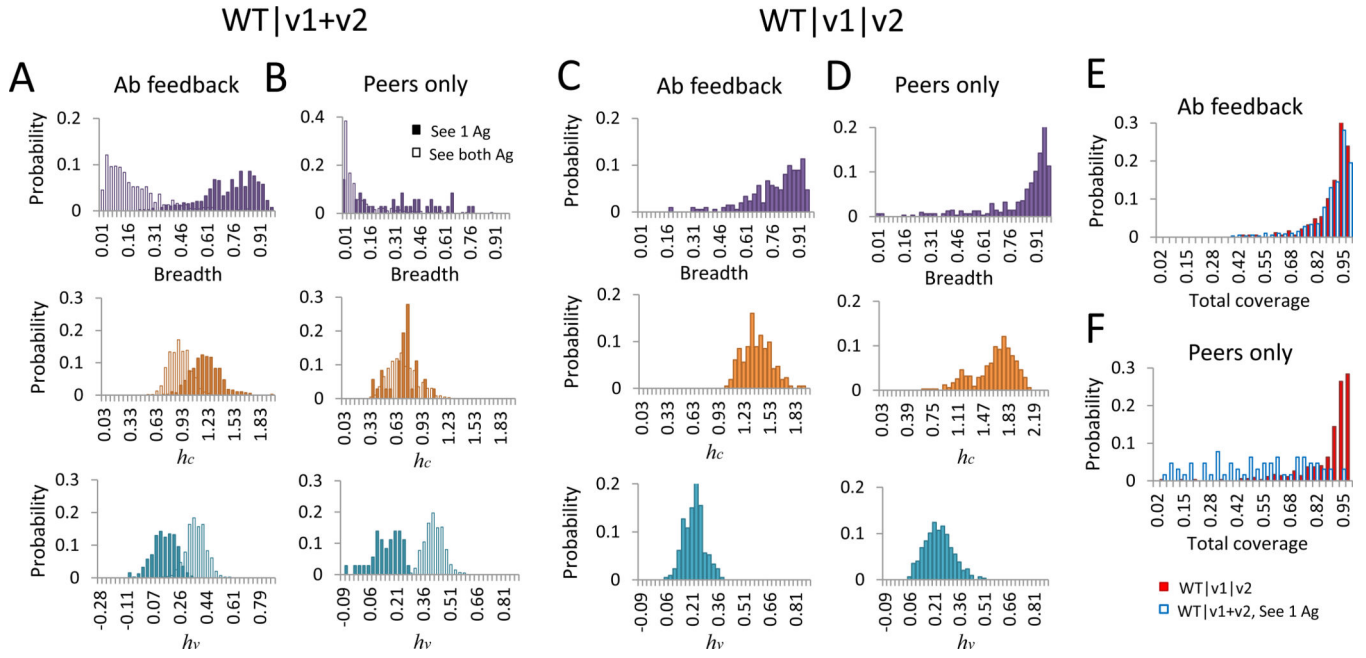 WT|v1+v2
WT|v1|v2
A
Ab feedback
B
Peers only
C
Ab feedback
D
Peers only
E
Ab feedback
Probability
0.2
0.1
0
0.01 0.16 0.31 0.46 0.61 0.76 0.91
Breadth
0.4
0.2
0
See 1 Ag
See both Ag
0.01 0.16 0.31 0.46 0.61 0.76 0.91
Breadth
Probability
0.2
0.1
0
0.01 0.16 0.31 0.46 0.61 0.76 0.91
Breadth
0.2
0.1
0
0.01 0.16 0.31 0.46 0.61 0.76 0.91
Breadth
Probability
0.3
0.2
0.1
0
0.02 0.15 0.28 0.42 0.55 0.68 0.82 0.95
Total coverage
Probability
0.3
0.2
0.1
0
0.03 0.33 0.63 0.93 1.23 1.53 1.83
hc
0.3
0.2
0.1
0
0.03 0.33 0.63 0.93 1.23 1.53 1.83
hc
Probability
0.3
0.2
0.1
0
0.03 0.33 0.63 0.93 1.23 1.53 1.83
hc
0.2
0.1
0
0.03 0.39 0.75 1.11 1.47 1.83 2.19
hc
F
Peers only
Probability
0.3
0.2
0.1
0
0.02 0.15 0.28 0.42 0.55 0.68 0.82 0.95
Total coverage
WT|v1|v2
WT|v1+v2, See 1 Ag
Probability
0.3
0.2
0.1
0
-0.28 -0.11 0.07 0.26 0.44 0.61 0.79
hv
0.3
0.2
0.1
0
-0.09 0.06 0.21 0.36 0.51 0.66 0.81
hv
Probability
0.2
0.1
0
-0.09 0.06 0.21 0.36 0.51 0.66 0.81
hv
0.2
0.1
0
-0.09 0.06 0.21 0.36 0.51 0.66 0.81
hv